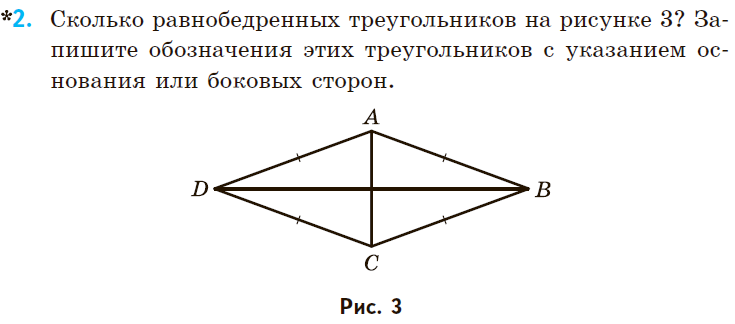 *2. Сколько равнобедренных треугольников на рисунке 3? За-
пишите обозначения этих треугольников с указанием ос-
нования или боковых сторон.
A
D
B
C
Рис. 3